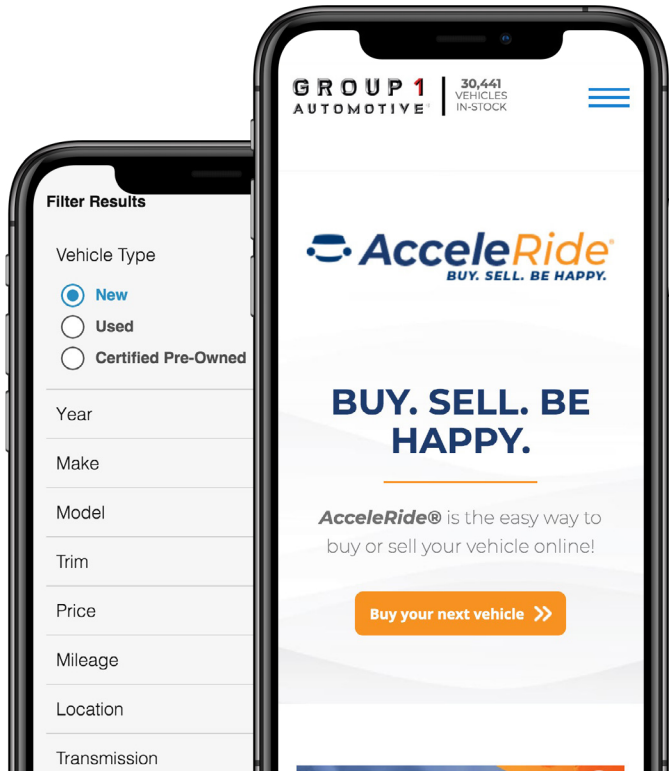 Filter Results
Vehicle Type
New
Used
Certified Pre-Owned
Year
Make
Model
Trim
Price
Mileage
Location
Transmission
GROUP 1
AUTOMOTIVE
30,441
VEHICLES
IN-STOCK
AcceleRide®
BUY. SELL. BE HAPPY.
BUY. SELL. BE
HAPPY.
AcceleRide® is the easy way to
buy or sell your vehicle online!
Buy your next vehicle